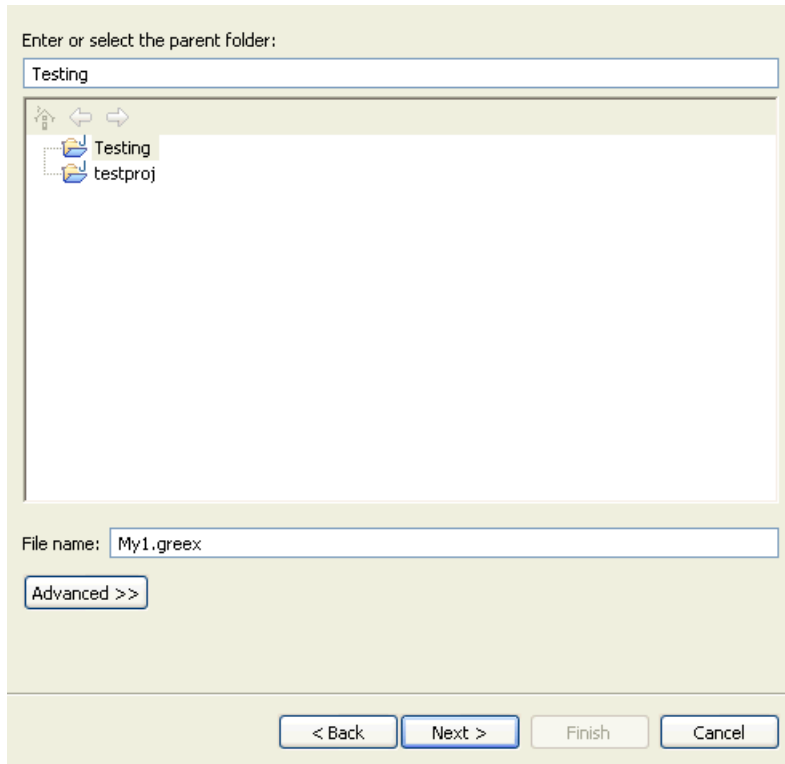 Enter or select the parent folder:
Testing
Testing
testproj
File name: My1.greex
Advanced >>
< Back Next > Finish Cancel